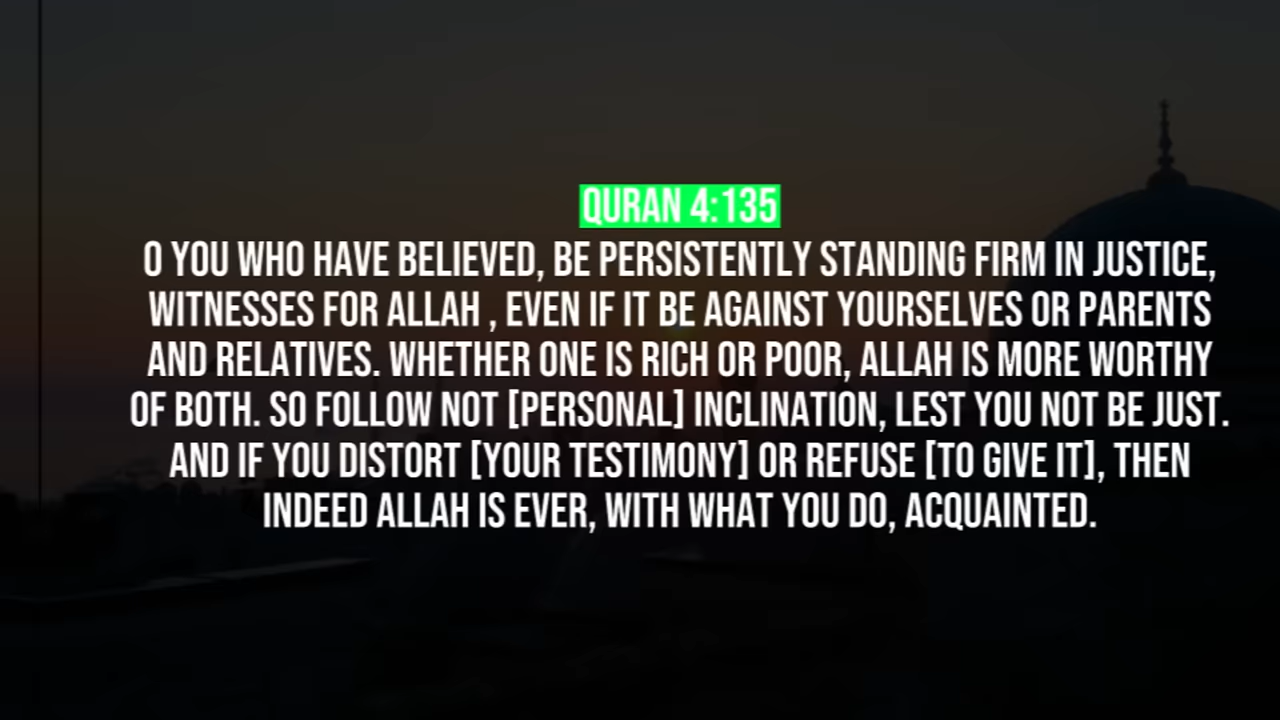 QURAN 4:135
O YOU WHO HAVE BELIEVED, BE PERSISTENTLY STANDING FIRM IN JUSTICE,
WITNESSES FOR ALLAH , EVEN IF IT BE AGAINST YOURSELVES OR PARENTS
AND RELATIVES. WHETHER ONE IS RICH OR POOR, ALLAH IS MORE WORTHY
OF BOTH. SO FOLLOW NOT [PERSONAL] INCLINATION, LEST YOU NOT BE JUST.
AND IF YOU DISTORT [YOUR TESTIMONY] OR REFUSE [TO GIVE IT], THEN
INDEED ALLAH IS EVER, WITH WHAT YOU DO, ACQUAINTED.